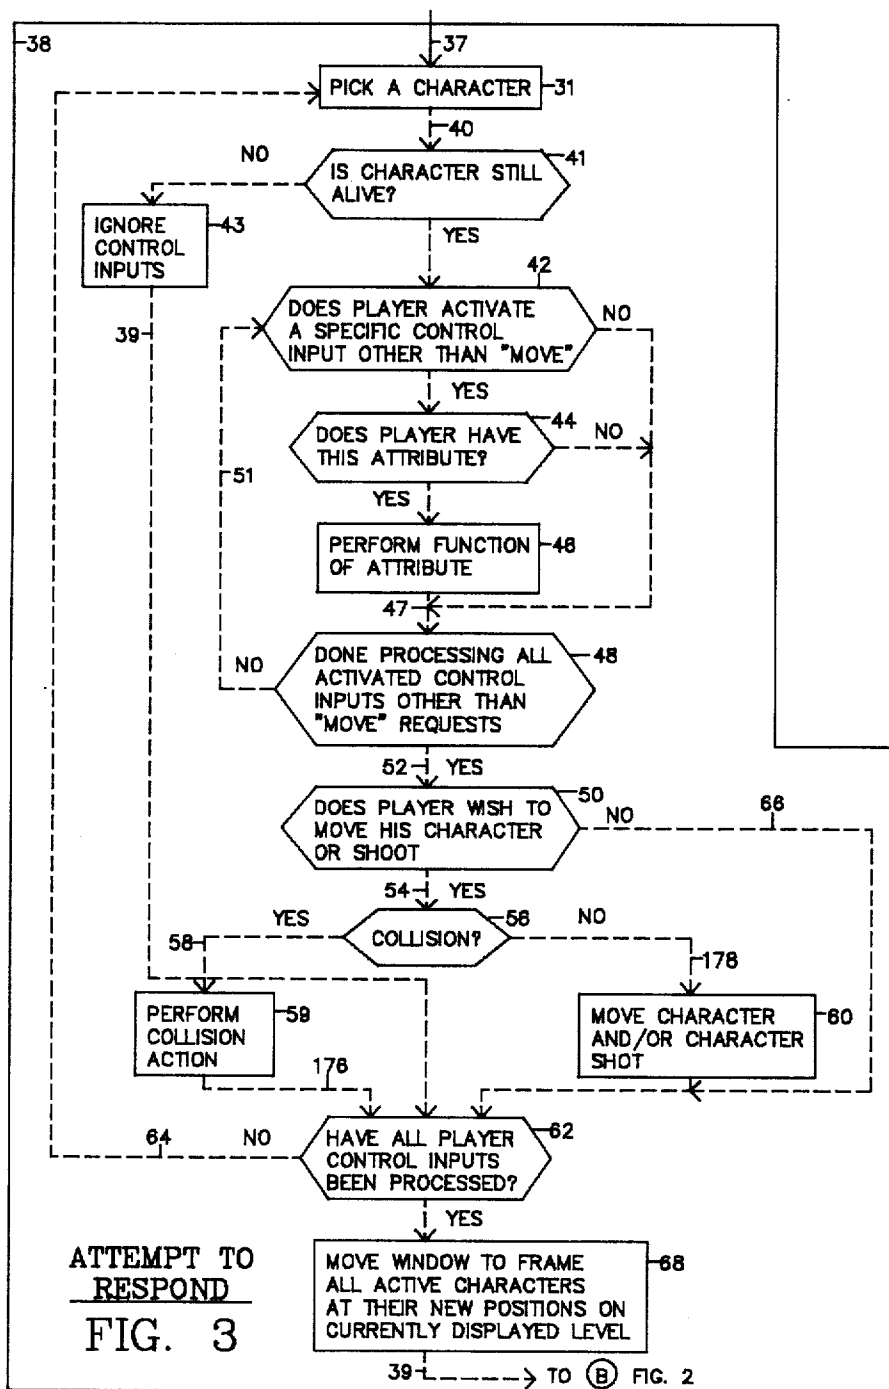 38
37
PICK A CHARACTER
31
40
NO
41
IS CHARACTER STILL
ALIVE?
IGNORE
CONTROL
INPUTS
43
YES
42
DOES PLAYER ACTIVATE
A SPECIFIC CONTROL
INPUT OTHER THAN "MOVE"
NO
39
YES
44
DOES PLAYER HAVE
THIS ATTRIBUTE?
NO
51
YES
PERFORM FUNCTION
OF ATTRIBUTE
46
47
NO
DONE PROCESSING ALL
ACTIVATED CONTROL
INPUTS OTHER THAN
"MOVE" REQUESTS
48
52
YES
50
DOES PLAYER WISH TO
MOVE HIS CHARACTER
OR SHOOT
NO
66
54
YES
YES
56
NO
58
COLLISION?
178
PERFORM
COLLISION
ACTION
59
MOVE CHARACTER
AND/OR CHARACTER
SHOT
60
176
64
NO
62
HAVE ALL PLAYER
CONTROL INPUTS
BEEN PROCESSED?
YES
ATTEMPT TO
RESPOND
FIG. 3
MOVE WINDOW TO FRAME
ALL ACTIVE CHARACTERS
AT THEIR NEW POSITIONS ON
CURRENTLY DISPLAYED LEVEL
68
39
TO B FIG. 2